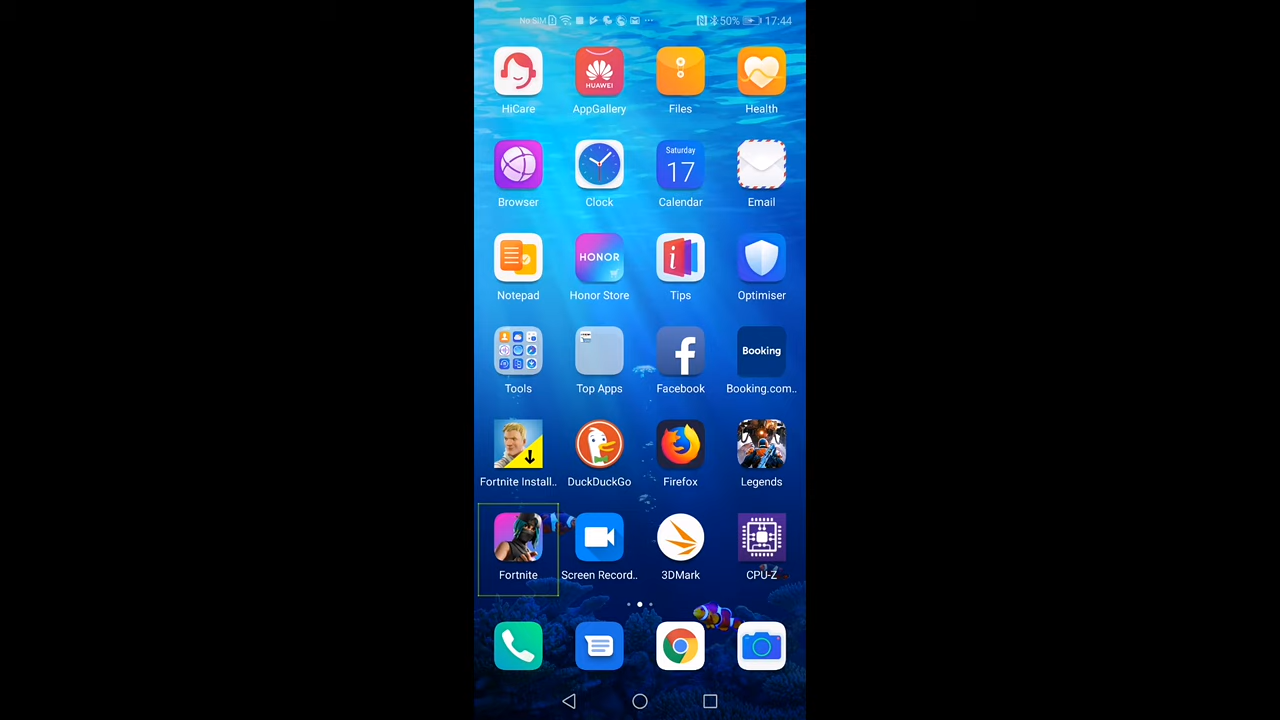 No SIM 50% 17:44
HUAWEI
HiCare AppGallery Files Health
Saturday
17
Browser Clock Calendar Email
HONOR
Notepad Honor Store Tips Optimiser
Booking
Tools Top Apps Facebook Booking.com..
Fortnite Install.. DuckDuckGo Firefox Legends
Fortnite Screen Record.. 3DMark CPU-Z